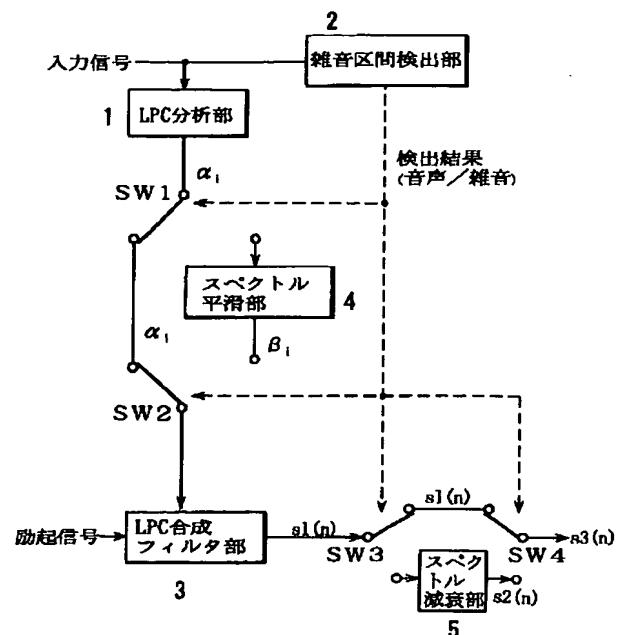 2
入力信号
雑音区間検出部
1
LPC分析部
αi
検出結果
(音声/雑音)
SW1
スペクトル
平滑部
4
αi
βi
SW2
s1(n)
励起信号
LPC合成
フィルタ部
s1(n)
SW3
SW4
s3(n)
3
スペク
トル
減衰部
s2(n)
5